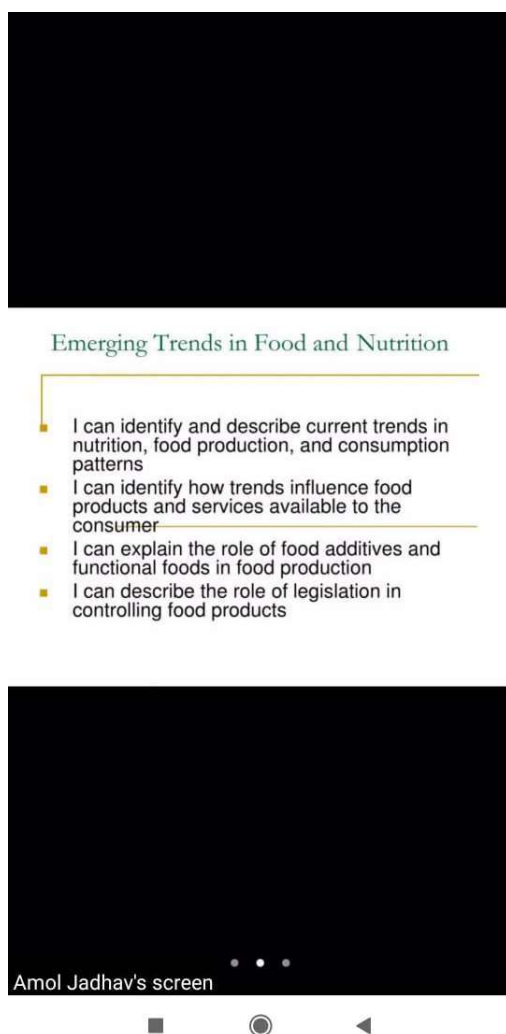 Emerging Trends in Food and Nutrition
I can identify and describe current trends in
nutrition, food production, and consumption
patterns
I can identify how trends influence food
products and services available to the
consumer
I can explain the role of food additives and
functional foods in food production
I can describe the role of legislation in
controlling food products
Amol Jadhav's screen